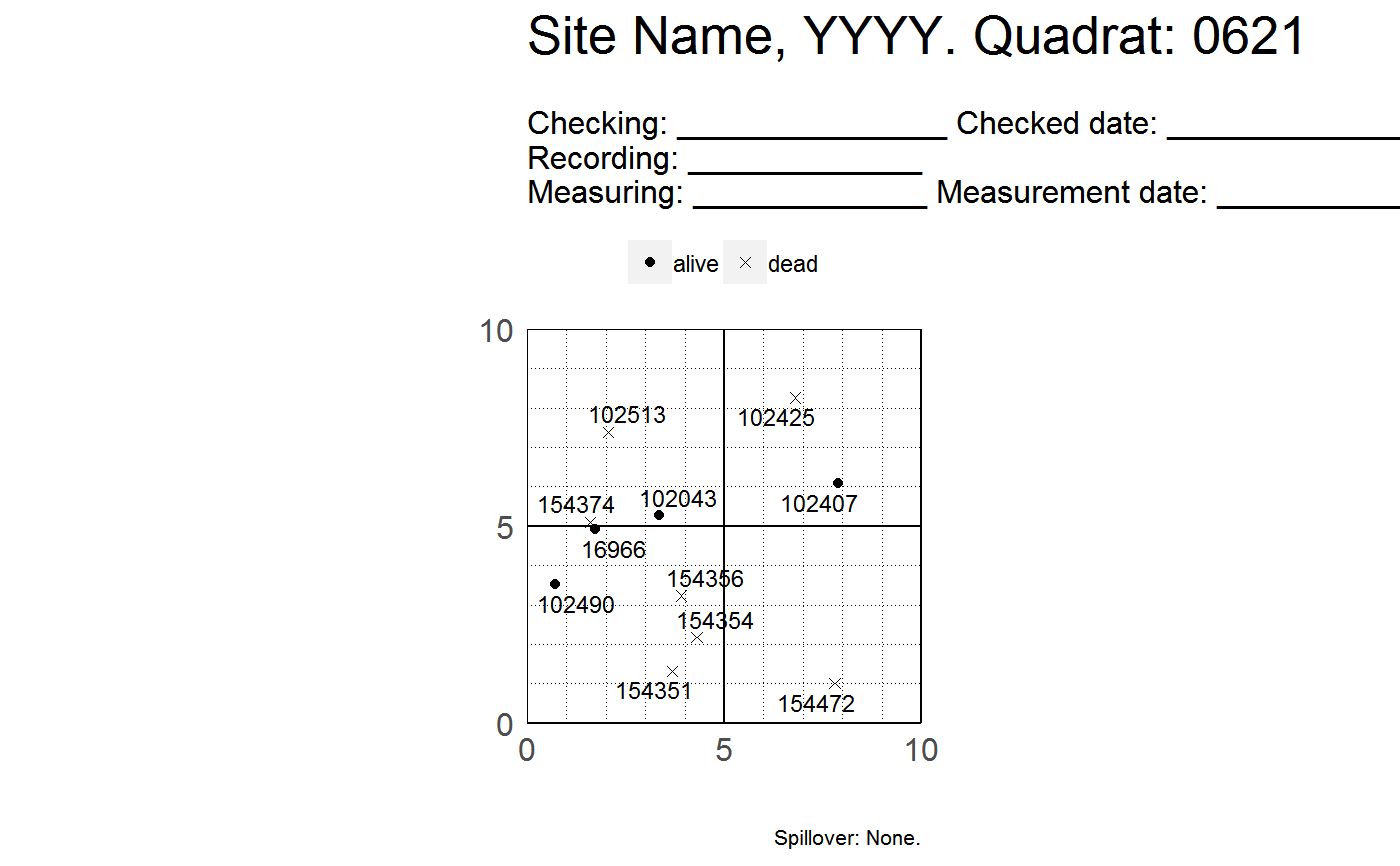 Site Name, YYYY. Quadrat: 0621
Checking: ________________ Checked date: ______________
Recording: ______________
Measuring: ______________ Measurement date: ___________
alive dead
10
102513
102425
154374
102043
102407
5
16966
154356
102490
154354
154351
154472
0
0 5 10
Spillover: None.